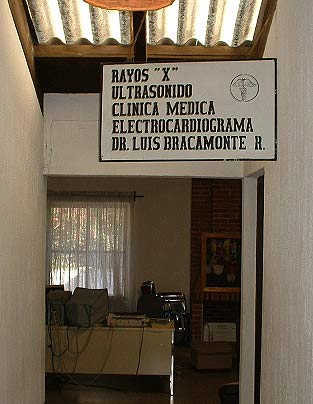 RAYOS "X"
ULTRASONIDO
CLINICA MEDICA
ELECTROCARDIOGRAMA
DR. LUIS BRACAMONTE R.